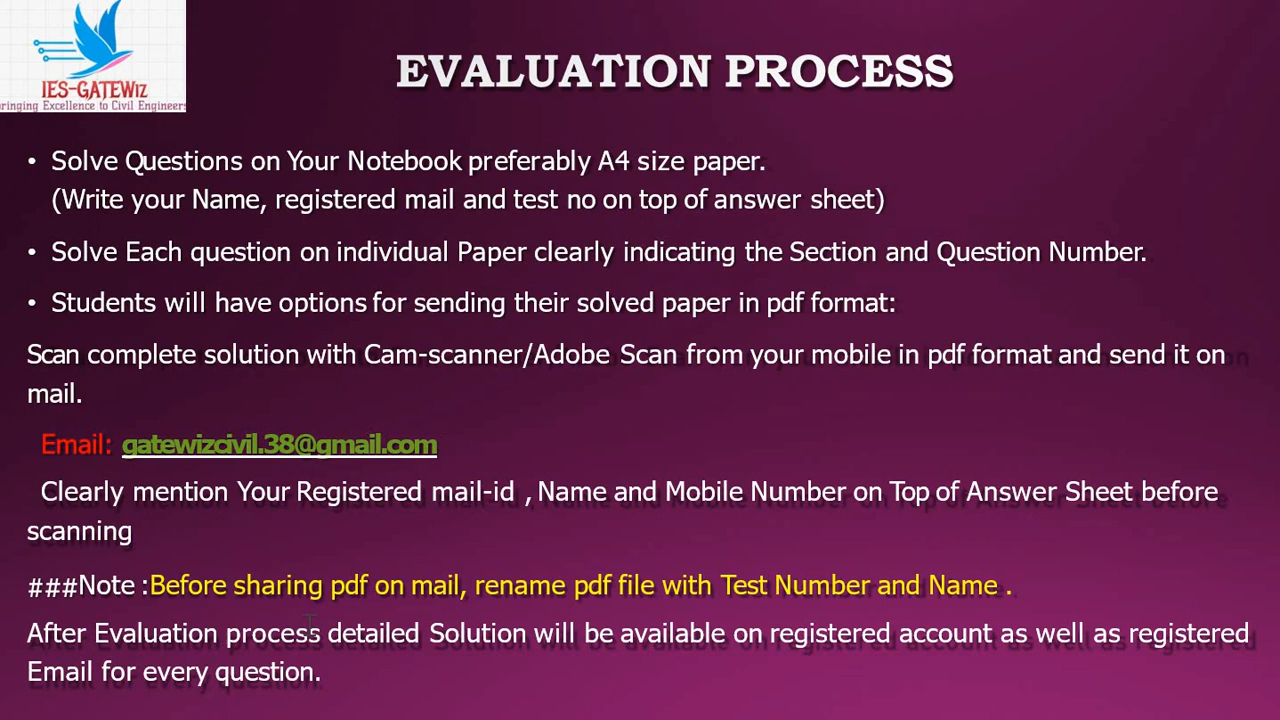 IES-GATEWiz
ringing Excellence to Civil Engineers
EVALUATION PROCESS
• Solve Questions on Your Notebook preferably A4 size paper.
(Write your Name, registered mail and test no on top of answer sheet)
• Solve Each question on individual Paper clearly indicating the Section and Question Number.
• Students will have options for sending their solved paper in pdf format:
Scan complete solution with Cam-scanner/Adobe Scan from your mobile in pdf format and send it on
mail.
Email: gatewizcivil.38@gmail.com
Clearly mention Your Registered mail-id , Name and Mobile Number on Top of Answer Sheet before
scanning
###Note :Before sharing pdf on mail, rename pdf file with Test Number and Name .
After Evaluation process detailed Solution will be available on registered account as well as registered
Email for every question.